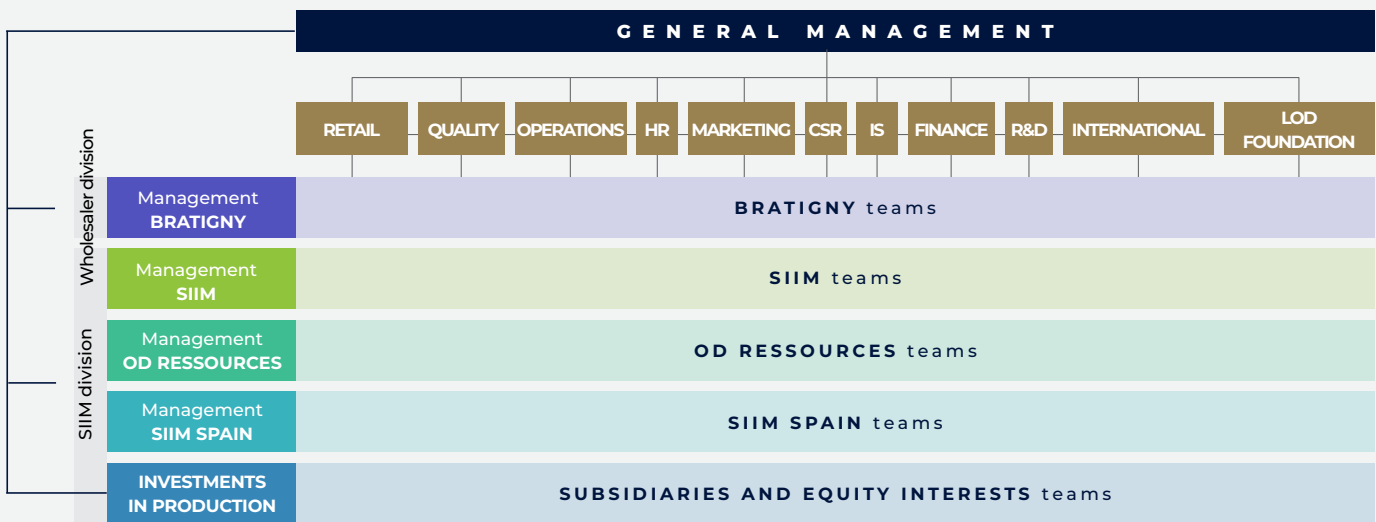 GENERAL MANAGEMENT
RETAIL
QUALITY
OPERATIONS
HR
MARKETING
CSR
IS
FINANCE
R&D
INTERNATIONAL
LOD
FOUNDATION
Wholesaler division
Management
BRATIGNY
BRATIGNY teams
Management
SIIM
SIIM teams
SIIM division
Management
OD RESSOURCES
OD RESSOURCES teams
Management
SIIM SPAIN
SIIM SPAIN teams
INVESTMENTS
IN PRODUCTION
SUBSIDIARIES AND EQUITY INTERESTS teams